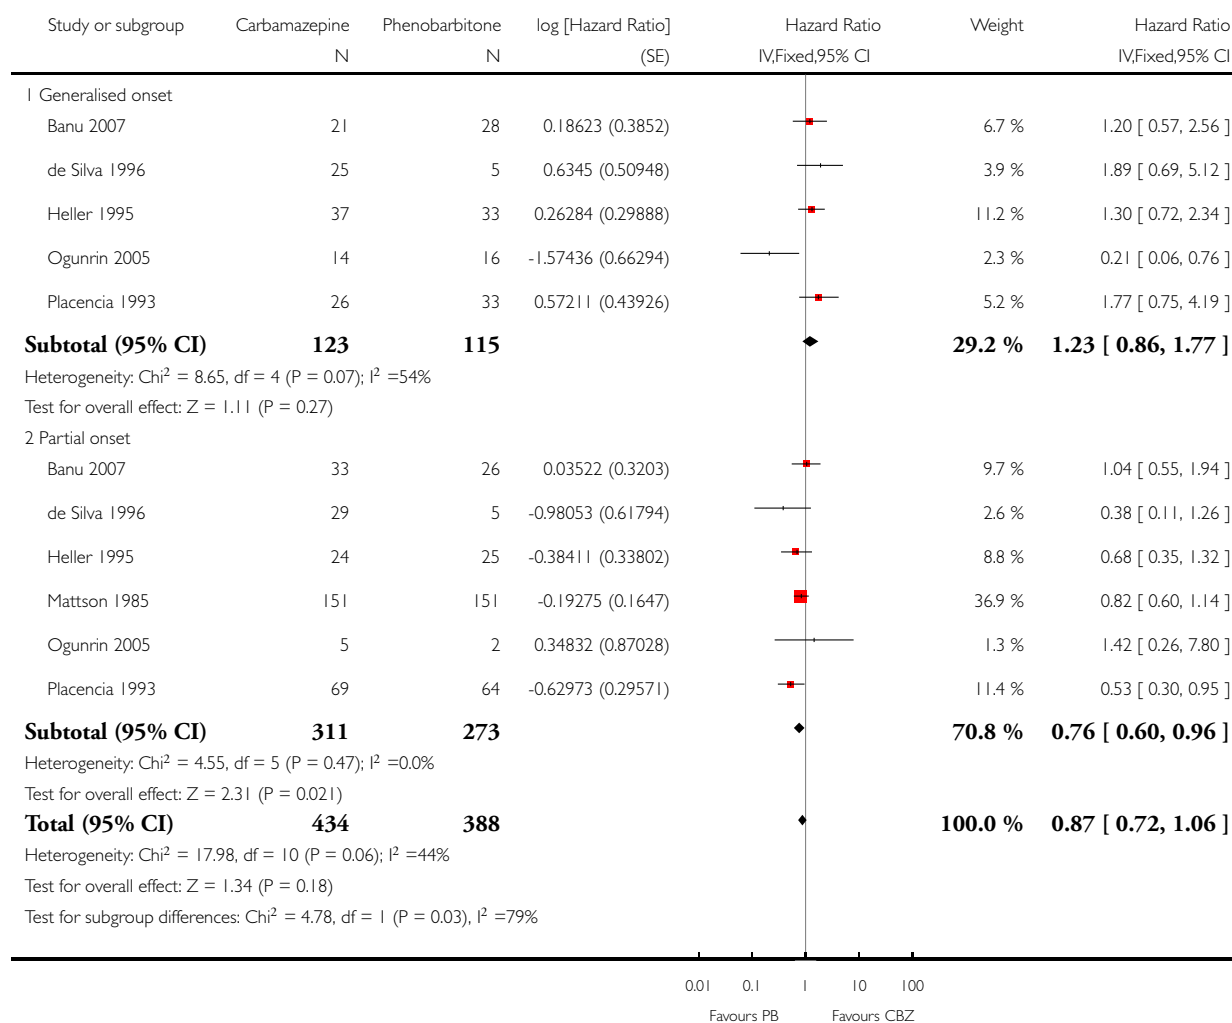 Study or subgroup Carbamazepine Phenobarbitone log [Hazard Ratio] Hazard Ratio Weight Hazard Ratio
N N (SE) IV,Fixed,95% CI IV,Fixed,95% CI
1 Generalised onset
Banu 2007 21 28 0.18623 (0.3852) 6.7 % 1.20 [ 0.57, 2.56 ]
de Silva 1996 25 5 0.6345 (0.50948) 3.9 % 1.89 [ 0.69, 5.12 ]
Heller 1995 37 33 0.26284 (0.29888) 11.2 % 1.30 [ 0.72, 2.34 ]
Ogunrin 2005 14 16 -1.57436 (0.66294) 2.3 % 0.21 [ 0.06, 0.76 ]
Placencia 1993 26 33 0.57211 (0.43926) 5.2 % 1.77 [ 0.75, 4.19 ]
Subtotal (95% CI) 123 115 29.2 % 1.23 [ 0.86, 1.77 ]
Heterogeneity: Chi² = 8.65, df = 4 (P = 0.07); I² =54%
Test for overall effect: Z = 1.11 (P = 0.27)
2 Partial onset
Banu 2007 33 26 0.03522 (0.3203) 9.7 % 1.04 [ 0.55, 1.94 ]
de Silva 1996 29 5 -0.98053 (0.61794) 2.6 % 0.38 [ 0.11, 1.26 ]
Heller 1995 24 25 -0.38411 (0.33802) 8.8 % 0.68 [ 0.35, 1.32 ]
Mattson 1985 151 151 -0.19275 (0.1647) 36.9 % 0.82 [ 0.60, 1.14 ]
Ogunrin 2005 5 2 0.34832 (0.87028) 1.3 % 1.42 [ 0.26, 7.80 ]
Placencia 1993 69 64 -0.62973 (0.29571) 11.4 % 0.53 [ 0.30, 0.95 ]
Subtotal (95% CI) 311 273 70.8 % 0.76 [ 0.60, 0.96 ]
Heterogeneity: Chi² = 4.55, df = 5 (P = 0.47); I² =0.0%
Test for overall effect: Z = 2.31 (P = 0.021)
Total (95% CI) 434 388 100.0 % 0.87 [ 0.72, 1.06 ]
Heterogeneity: Chi² = 17.98, df = 10 (P = 0.06); I² =44%
Test for overall effect: Z = 1.34 (P = 0.18)
Test for subgroup differences: Chi² = 4.78, df = 1 (P = 0.03), I² =79%
0.01 0.1 1 10 100
Favours PB Favours CBZ